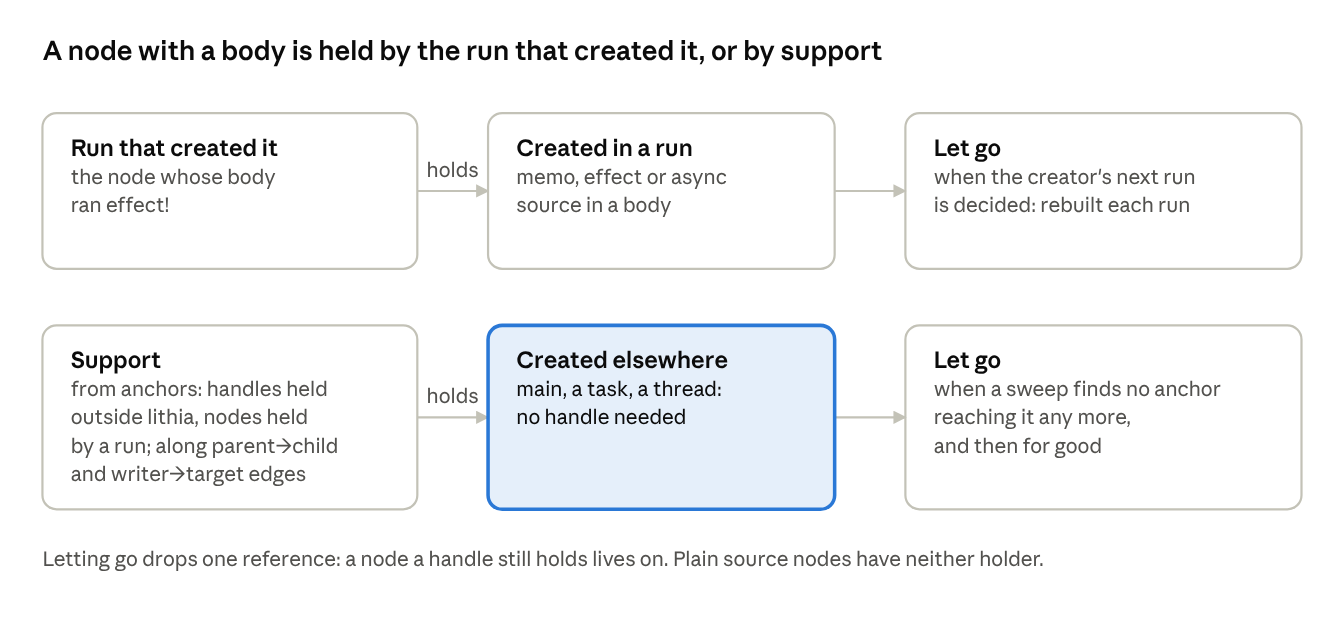 A node with a body is held by the run that created it, or by support
Run that created it
the node whose body
ran effect!
holds
Created in a run
memo, effect or async
source in a body
Let go
when the creator's next run
is decided: rebuilt each run
Support
from anchors: handles held
outside lithia, nodes held
by a run; along parent→child
and writer→target edges
holds
Created elsewhere
main, a task, a thread:
no handle needed
Let go
when a sweep finds no anchor
reaching it any more,
and then for good
Letting go drops one reference: a node a handle still holds lives on. Plain source nodes have neither holder.